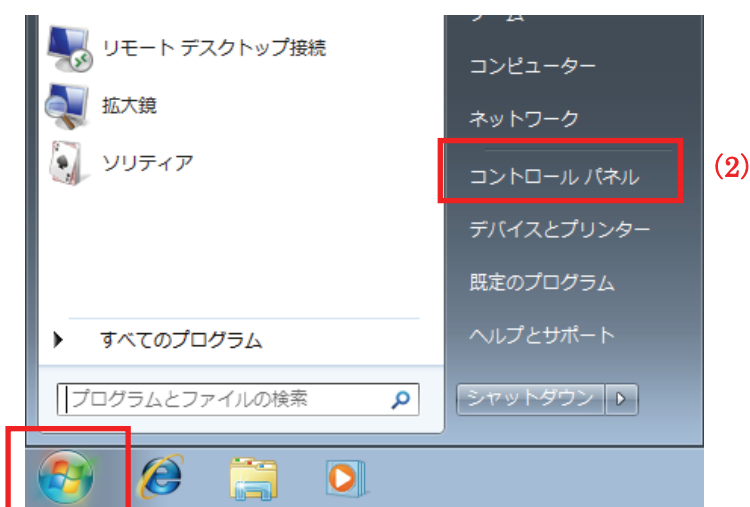 リモート デスクトップ接続
拡大鏡
ソリティア
すべてのプログラム
プログラムとファイルの検索
コンピューター
ネットワーク
コントロール パネル
(2)
デバイスとプリンター
既定のプログラム
ヘルプとサポート
シャットダウン